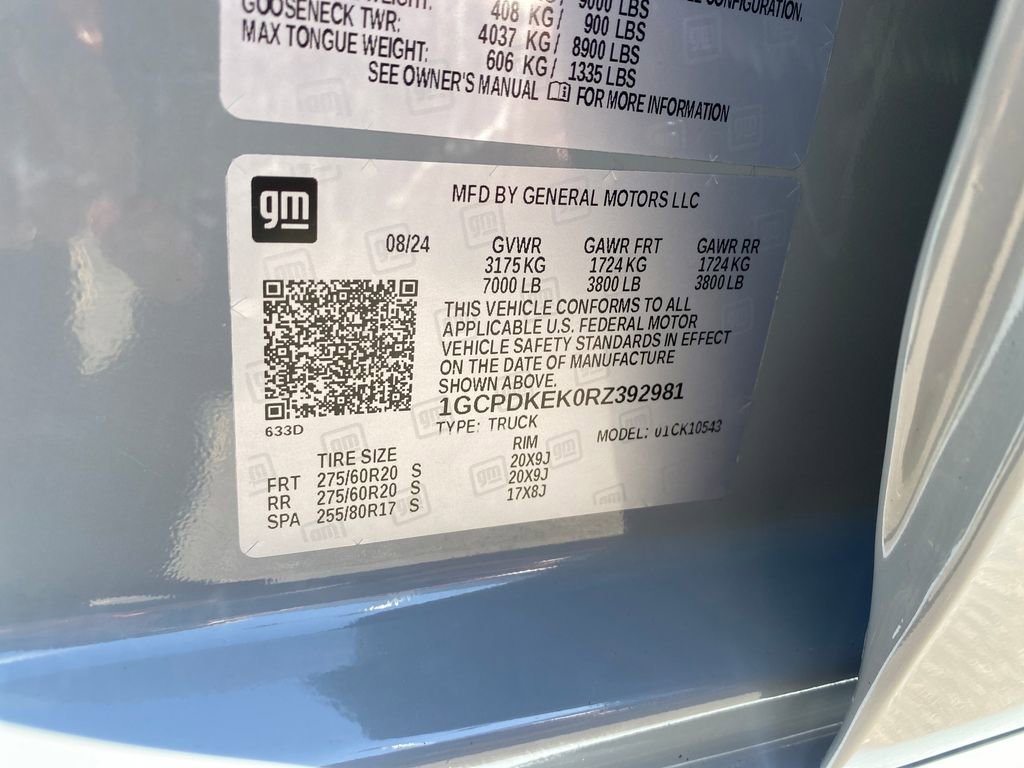 WEIGHT: 9000 LBS
408 KG/ 900 LBS
GOOSENECK TWR: 4037 KG/ 8900 LBS
MAX TONGUE WEIGHT: 606 KG/ 1335 LBS
CONFIGURATION.
SEE OWNER'S MANUAL FOR MORE INFORMATION
gm
MFD BY GENERAL MOTORS LLC
08/24 GVWR GAWR FRT GAWR RR
3175 KG 1724 KG 1724 KG
7000 LB 3800 LB 3800 LB
THIS VEHICLE CONFORMS TO ALL
APPLICABLE U.S. FEDERAL MOTOR
VEHICLE SAFETY STANDARDS IN EFFECT
ON THE DATE OF MANUFACTURE
SHOWN ABOVE.
1GCPDKEK0RZ392981
633D
TYPE: TRUCK MODEL: 01CK10543
TIRE SIZE RIM
FRT 275/60R20 S 20X9J
RR 275/60R20 S 20X9J
SPA 255/80R17 S 17X8J